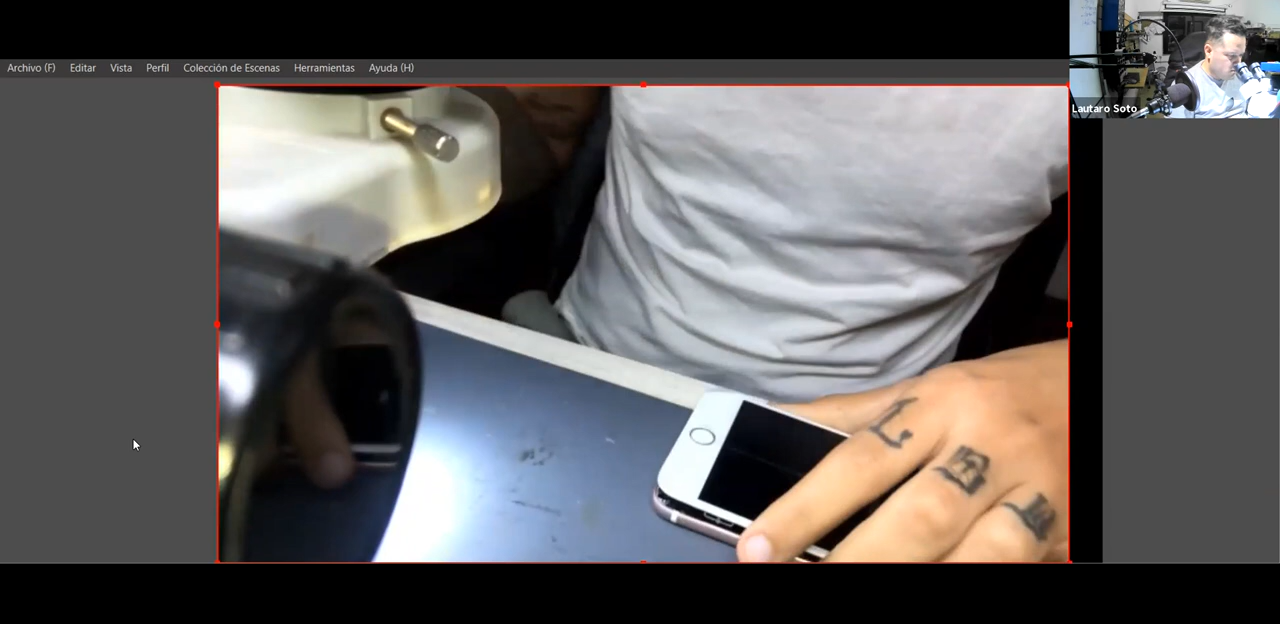 Archivo (F) Editar Vista Perfil Colección de Escenas Herramientas Ayuda (H)
Lautaro Soto